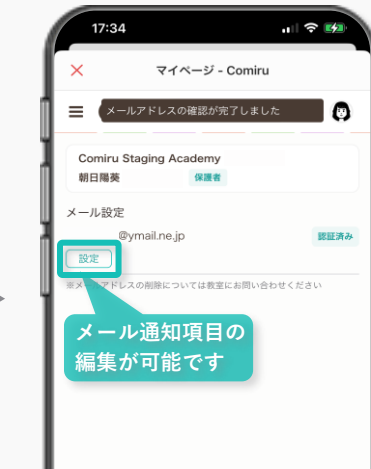 17:34
マイページ - Comiru
メールアドレスの確認が完了しました
Comiru Staging Academy
朝日陽葵 保護者
メール設定
@ymail.ne.jp 認証済み
設定
※メールアドレスの削除については教室にお問い合わせください
メール通知項目の
編集が可能です